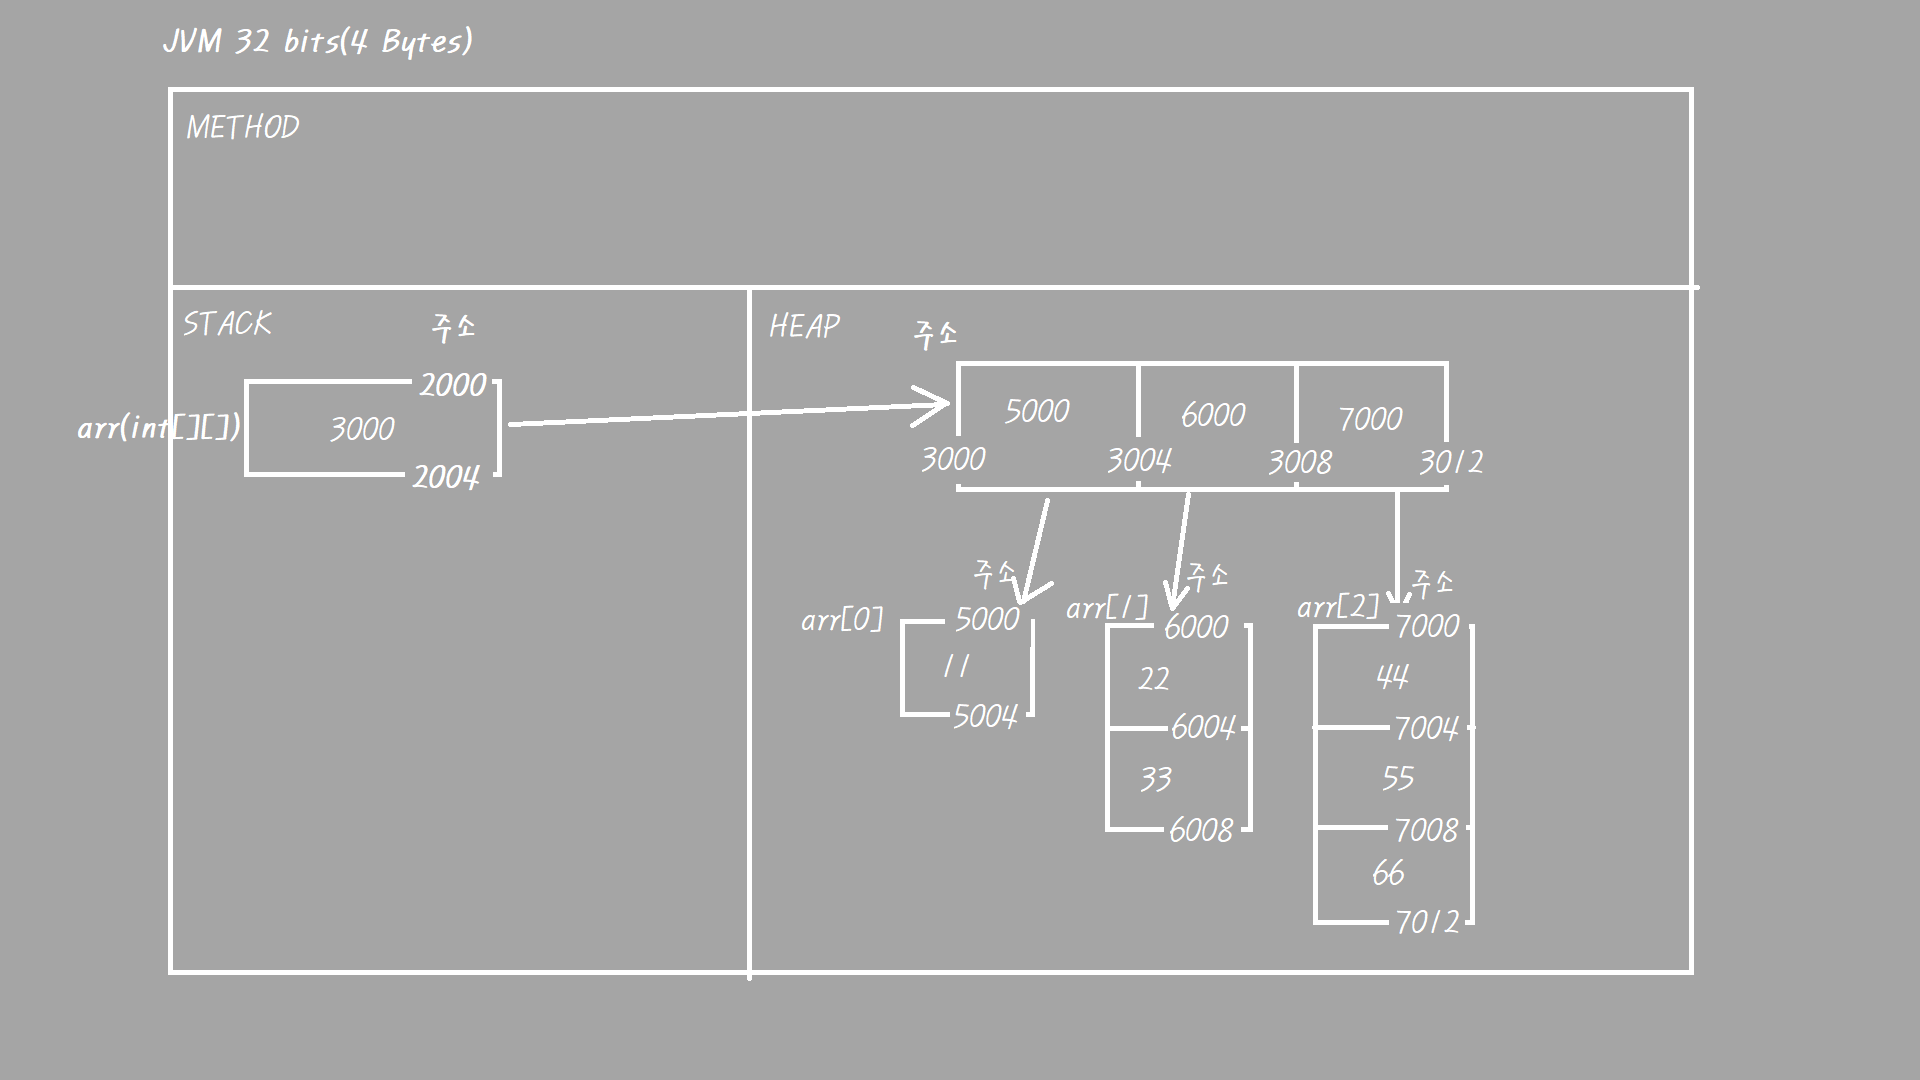 JVM 32 bits(4 Bytes)
METHOD
STACK
주소
2000
arr(int[][])
3000
2004
HEAP
주소
5000
6000
7000
3000
3004
3008
3012
주소
주소
주소
arr[0]
5000
11
5004
arr[1]
6000
22
6004
33
6008
arr[2]
7000
44
7004
55
7008
66
7012